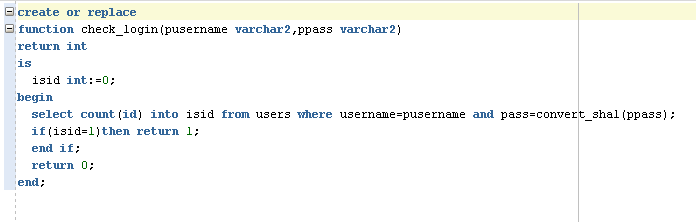 create or replace
function check_login(pusername varchar2,ppass varchar2)
return int
is
isid int:=0;
begin
select count(id) into isid from users where username=pusername and pass=convert_sha1(ppass);
if(isid=1)then return 1;
end if;
return 0;
end;